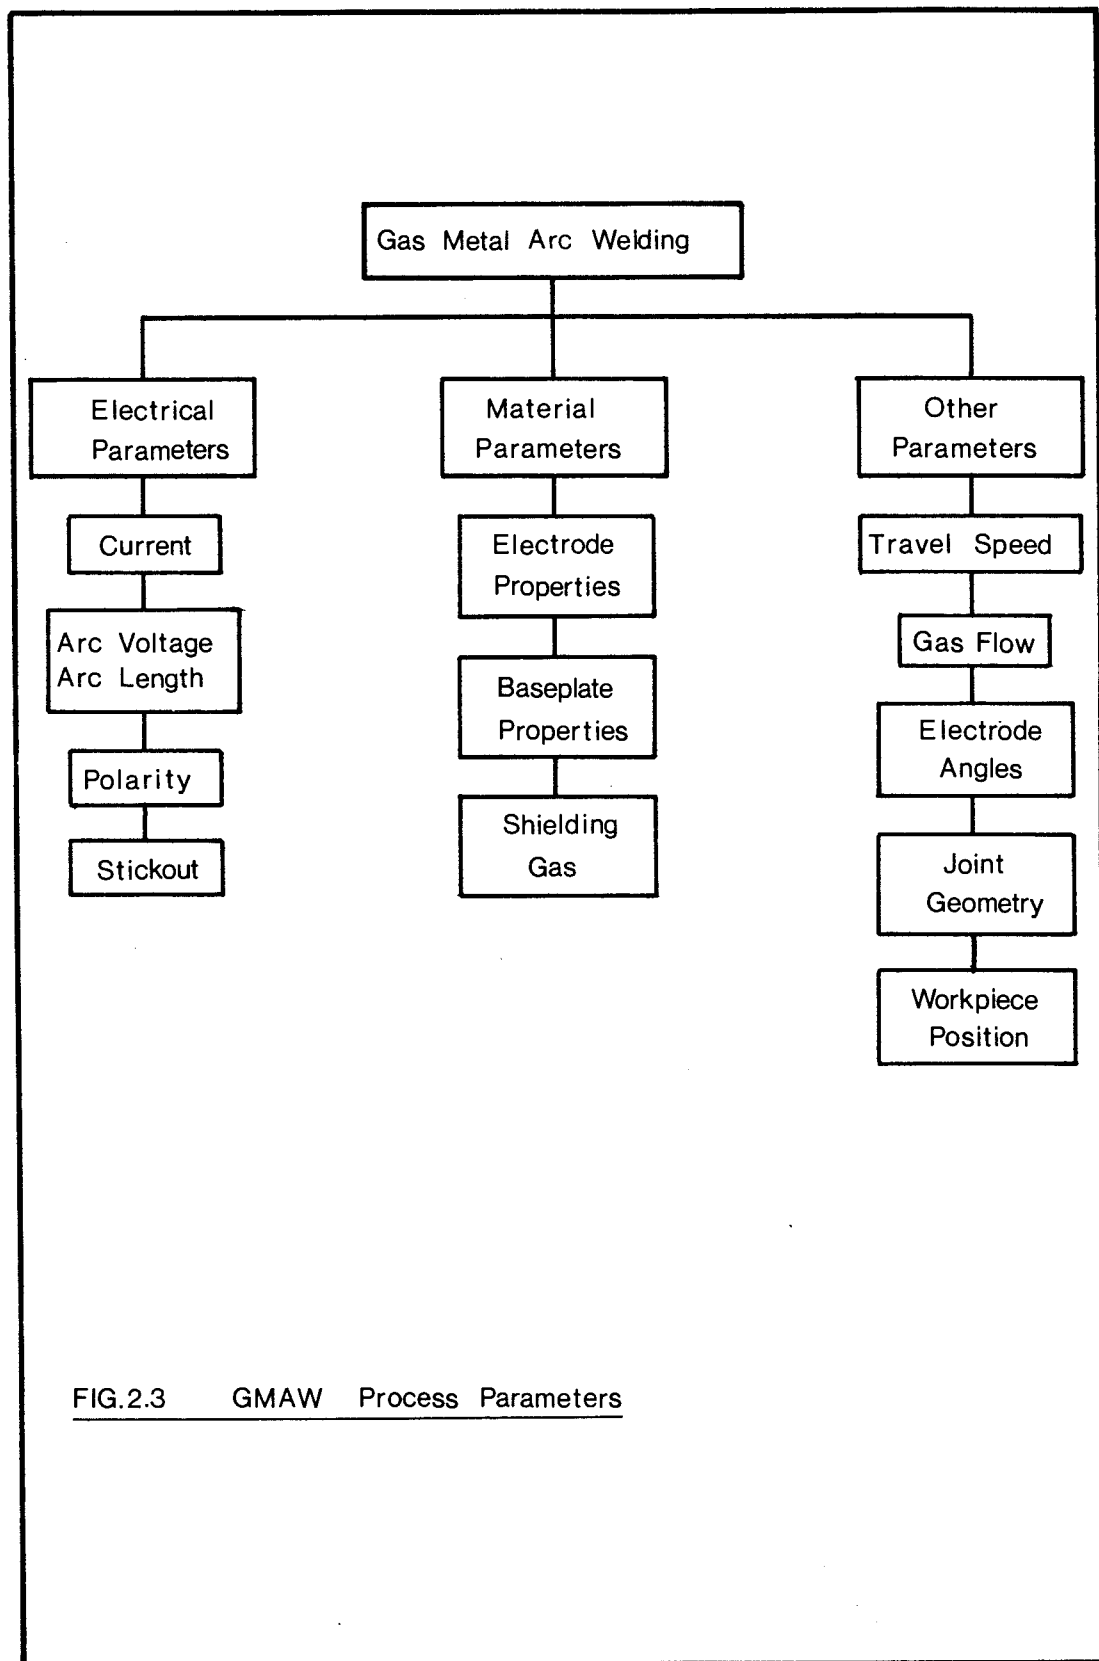 Gas Metal Arc Welding
Electrical
Parameters
Current
Arc Voltage
Arc Length
Polarity
Stickout
Material
Parameters
Electrode
Properties
Baseplate
Properties
Shielding
Gas
Other
Parameters
Travel Speed
Gas Flow
Electrode
Angles
Joint
Geometry
Workpiece
Position
FIG.2.3 GMAW Process Parameters